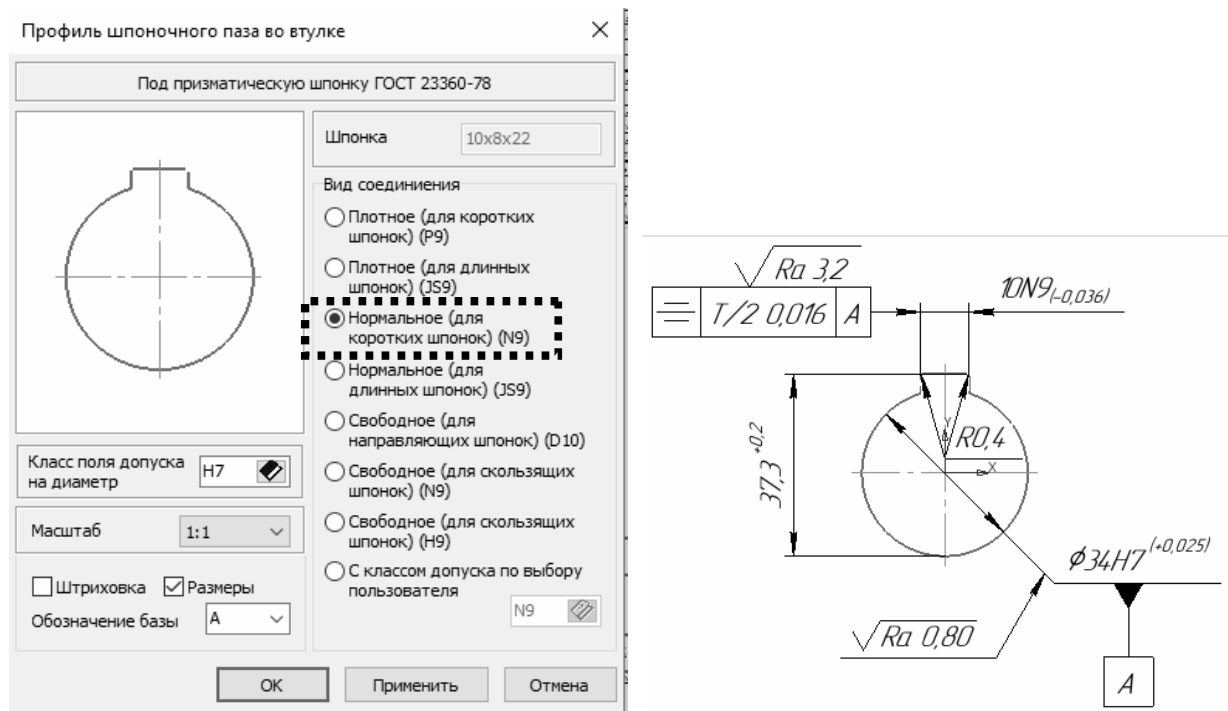 Профиль шпоночного паза во втулке
Под призматическую шпонку ГОСТ 23360-78
Шпонка 10x8x22
Вид соединиения
Плотное (для коротких
шпонок) (P9)
Плотное (для длинных
шпонок) (JS9)
Нормальное (для
коротких шпонок) (N9)
Нормальное (для
длинных шпонок) (JS9)
Свободное (для
направляющих шпонок) (D10)
Свободное (для скользящих
шпонок) (N9)
Свободное (для скользящих
шпонок) (H9)
С классом допуска по выбору
пользователя
N9
Класс поля допуска
на диаметр
H7
Масштаб 1:1
Штриховка Размеры
Обозначение базы A
OK Применить Отмена
Ra 3,2
T/2 0,016 A
10N9(-0,036)
37,3+0,2
Y
R0,4
X
ϕ34H7(+0,025)
Ra 0,80
A